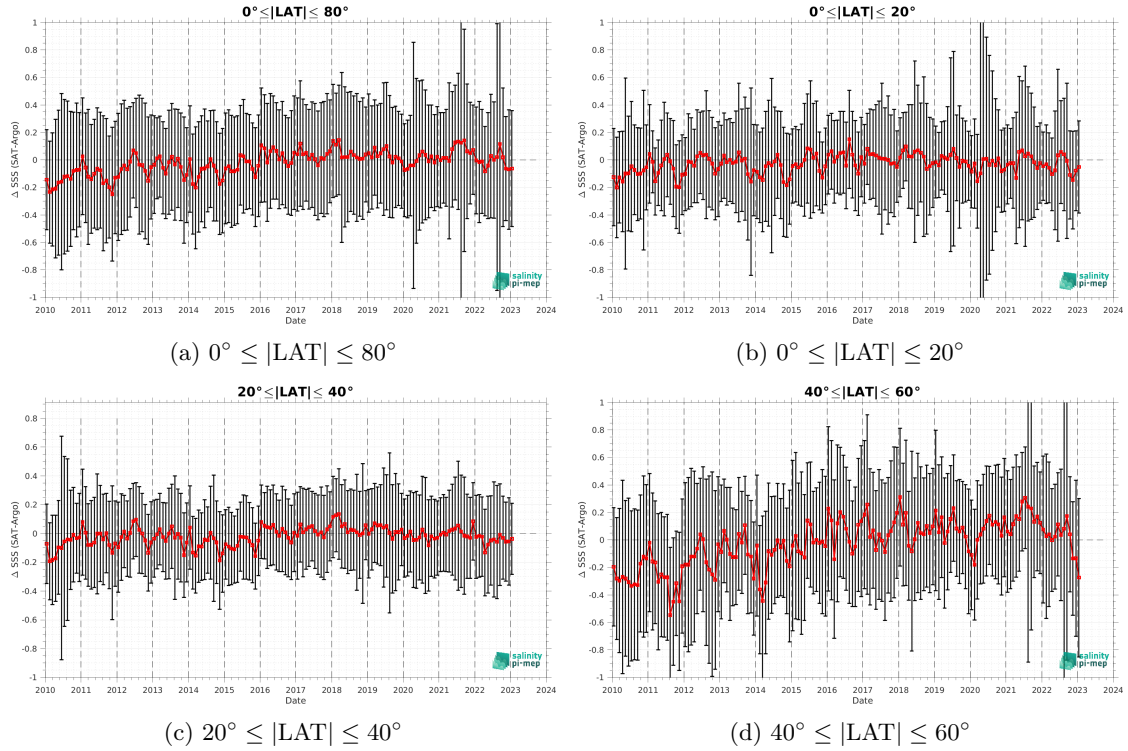 0°≤|LAT|≤ 80°
1
0.8
0.6
0.4
0.2
0
-0.2
-0.4
-0.6
-0.8
-1
Δ SSS (SAT-Argo)
2010 2011 2012 2013 2014 2015 2016 2017 2018 2019 2020 2021 2022 2023 2024
Date
salinity
pi-mep
(a) 0° ≤ |LAT| ≤ 80°
0°≤|LAT|≤ 20°
1
0.8
0.6
0.4
0.2
0
-0.2
-0.4
-0.6
-0.8
-1
Δ SSS (SAT-Argo)
2010 2011 2012 2013 2014 2015 2016 2017 2018 2019 2020 2021 2022 2023 2024
Date
salinity
pi-mep
(b) 0° ≤ |LAT| ≤ 20°
20°≤|LAT|≤ 40°
0.8
0.6
0.4
0.2
0
-0.2
-0.4
-0.6
-0.8
-1
Δ SSS (SAT-Argo)
2010 2011 2012 2013 2014 2015 2016 2017 2018 2019 2020 2021 2022 2023 2024
Date
salinity
pi-mep
(c) 20° ≤ |LAT| ≤ 40°
40°≤|LAT|≤ 60°
1
0.8
0.6
0.4
0.2
0
-0.2
-0.4
-0.6
-0.8
-1
Δ SSS (SAT-Argo)
2010 2011 2012 2013 2014 2015 2016 2017 2018 2019 2020 2021 2022 2023 2024
Date
salinity
pi-mep
(d) 40° ≤ |LAT| ≤ 60°